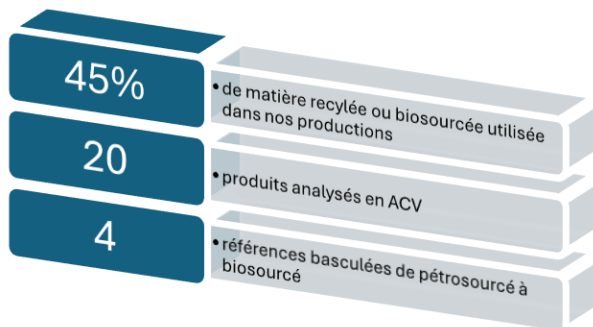 45%
• de matière recylée ou biosourcée utilisée
dans nos productions
20
• produits analysés en ACV
4
• références basculées de pétrosourcé à
biosourcé